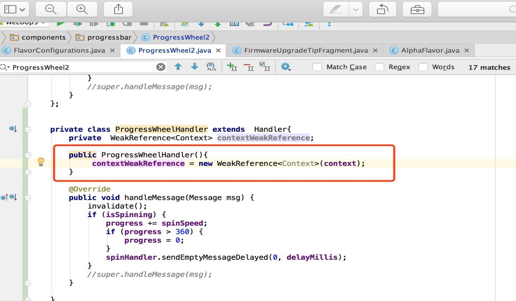 components
progressbar
ProgressWheel2
FlavorConfigurations.java
ProgressWheel2.java
FirmwareUpgradeTipFragment.java
AlphaFlavor.java
ProgressWheel2
Match Case
Regex
Words
17 matches
}
//super.handleMessage(msg);
}
};
private class ProgressWheelHandler extends Handler{
private WeakReference<Context> contextWeakReference;
public ProgressWheelHandler(){
contextWeakReference = new WeakReference<Context>(context);
}
@Override
public void handleMessage(Message msg) {
invalidate();
if (isSpinning) {
progress += spinSpeed;
if (progress > 360) {
progress = 0;
}
spinHandler.sendEmptyMessageDelayed(0, delayMillis);
}
//super.handleMessage(msg);
}
}